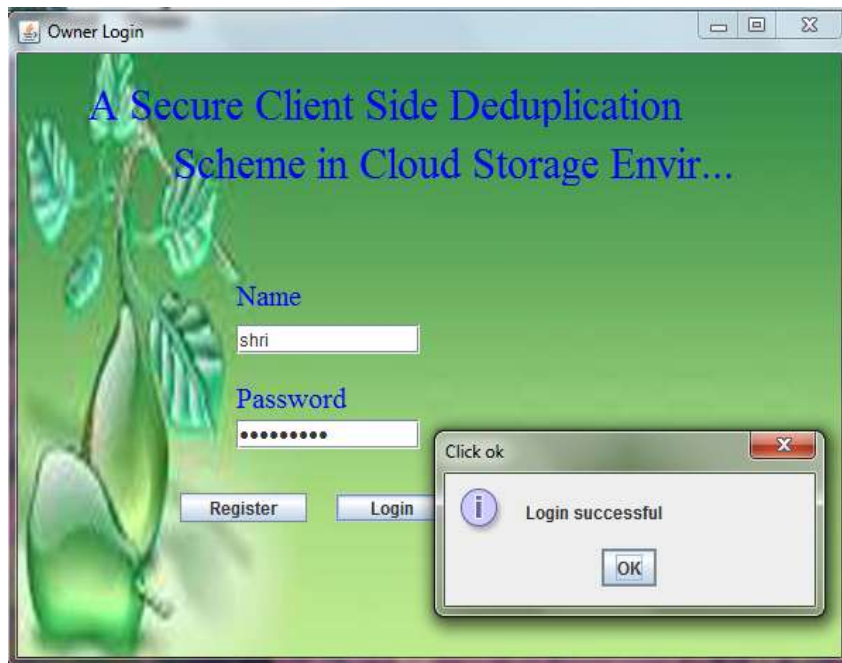 Owner Login
A Secure Client Side Deduplication
Scheme in Cloud Storage Envir...
Name
shri
Password
•••••••••
Register
Login
Click ok
Login successful
OK